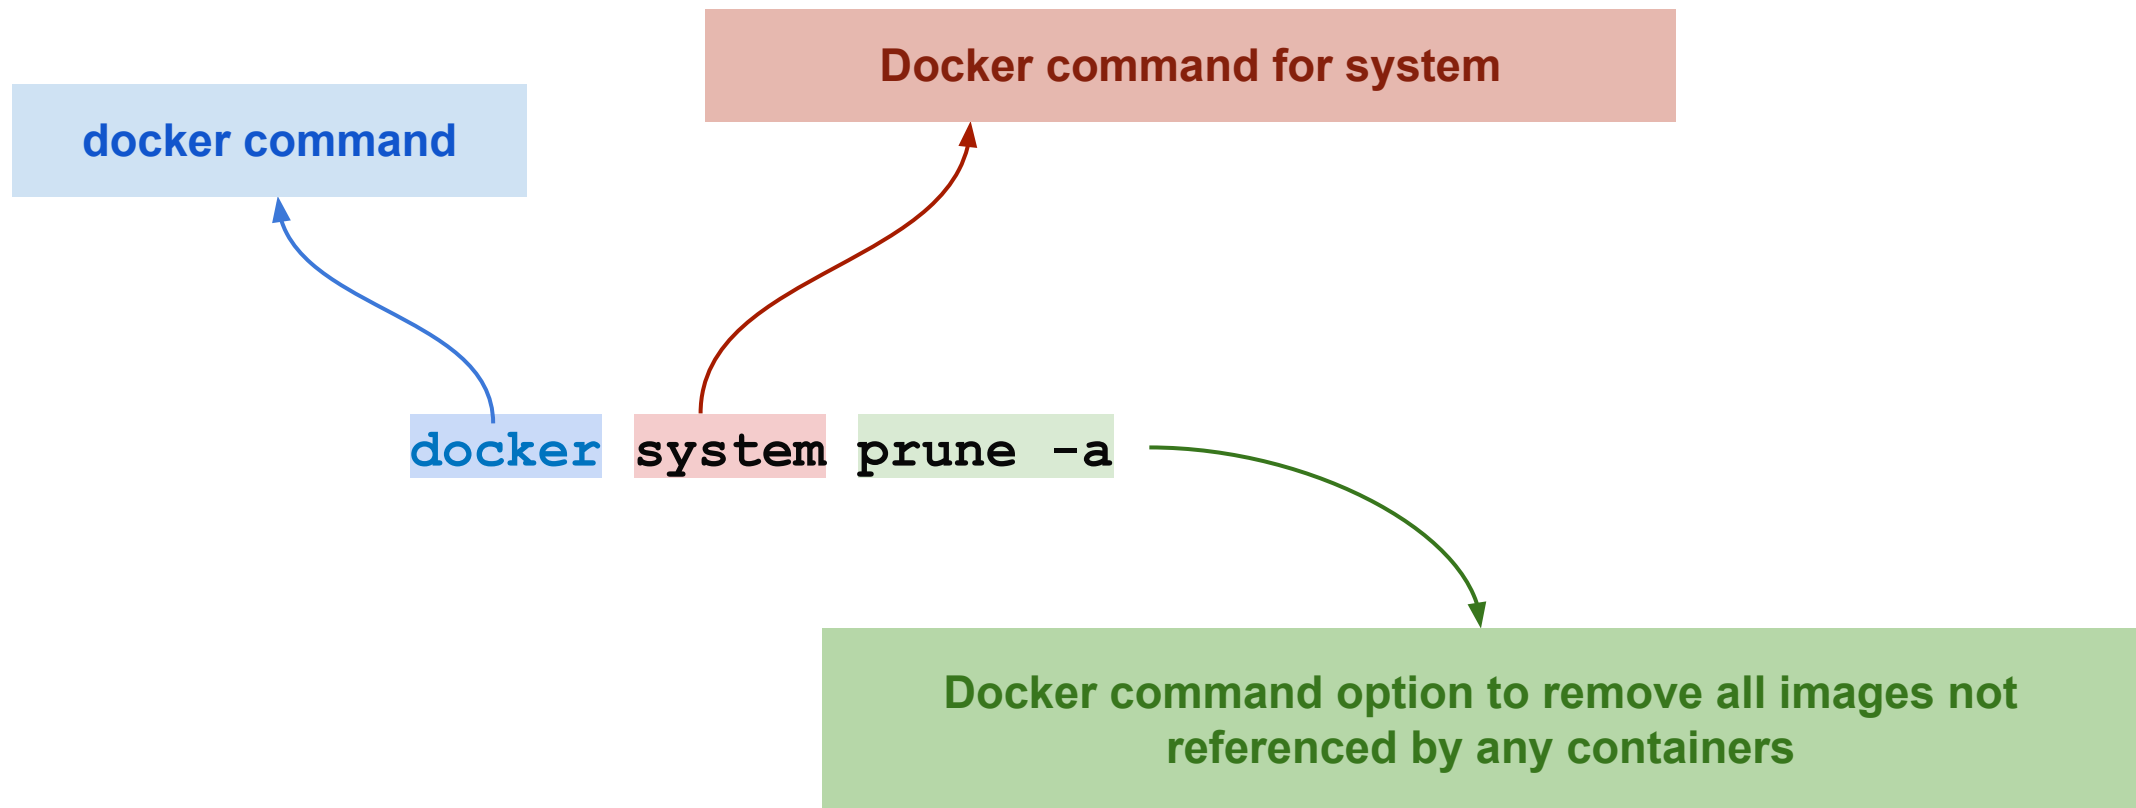 Docker command for system
docker command
docker system prune -a
Docker command option to remove all images not
referenced by any containers